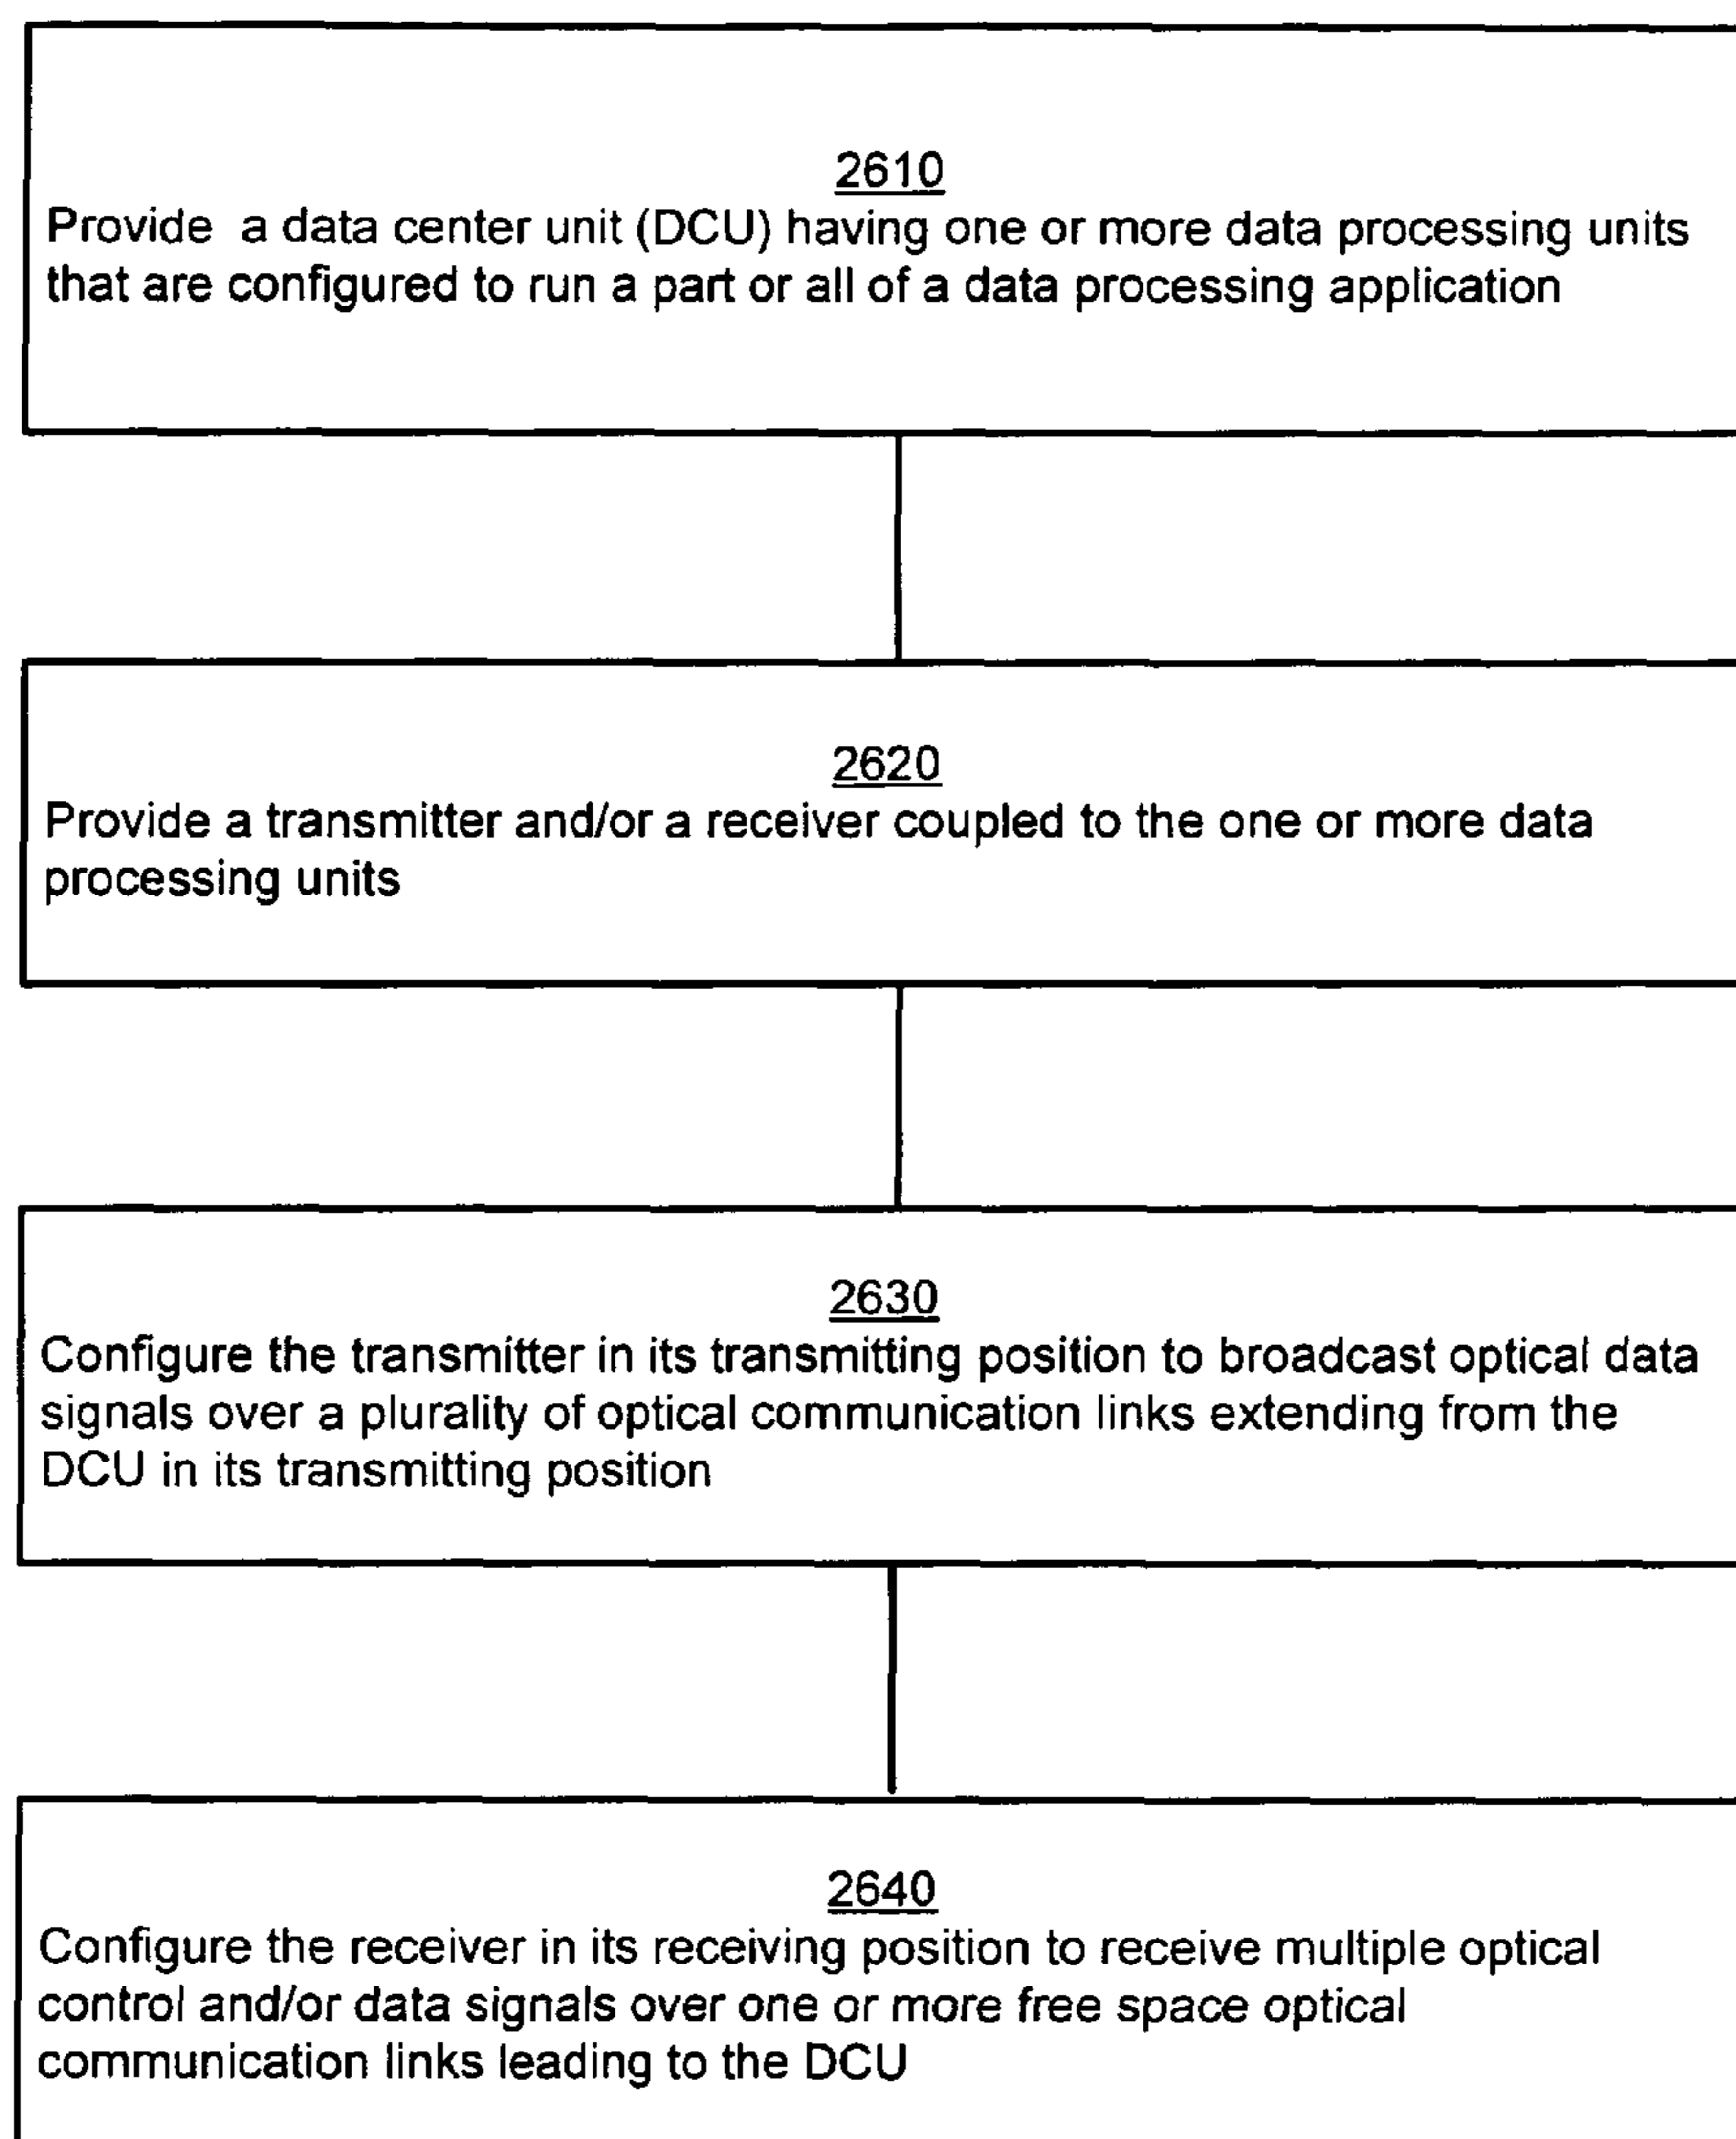 2610
Provide a data center unit (DCU) having one or more data processing units
that are configured to run a part or all of a data processing application
2620
Provide a transmitter and/or a receiver coupled to the one or more data
processing units
2630
Configure the transmitter in its transmitting position to broadcast optical data
signals over a plurality of optical communication links extending from the
DCU in its transmitting position
2640
Configure the receiver in its receiving position to receive multiple optical
control and/or data signals over one or more free space optical
communication links leading to the DCU